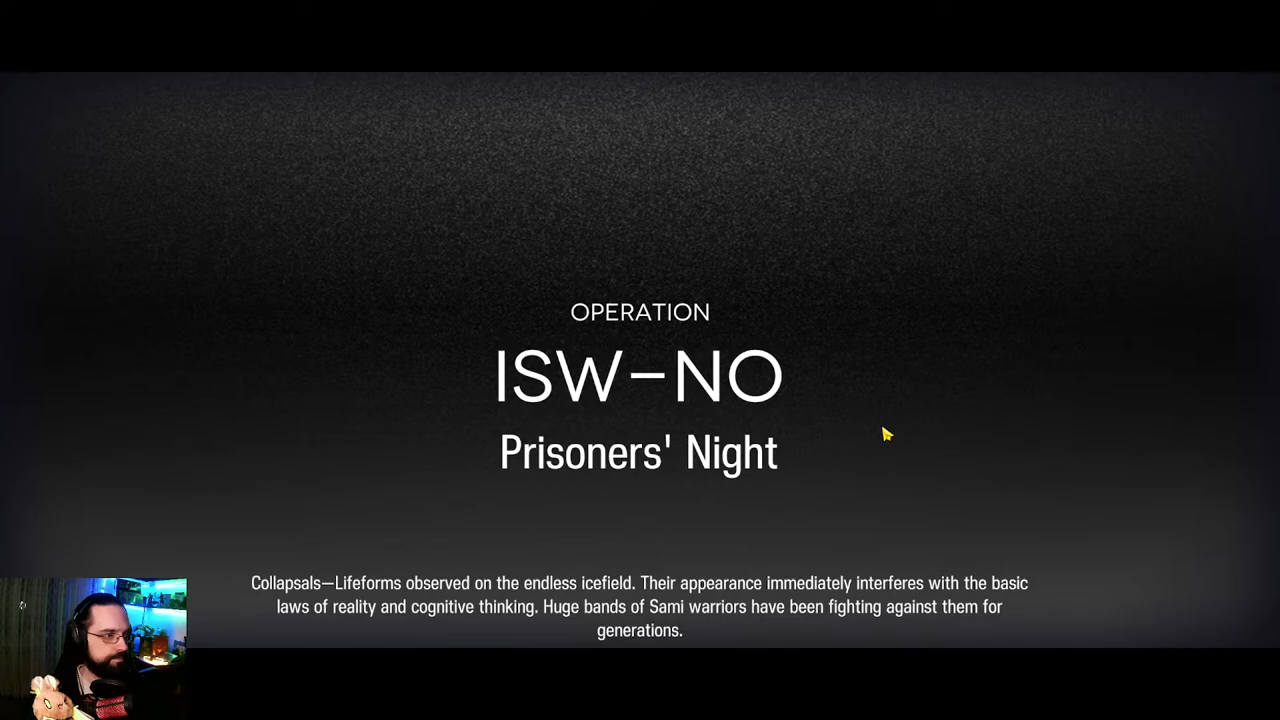 OPERATION
ISW-NO
Prisoners' Night
Collapsals—Lifeforms observed on the endless icefield. Their appearance immediately interferes with the basic
laws of reality and cognitive thinking. Huge bands of Sami warriors have been fighting against them for
generations.